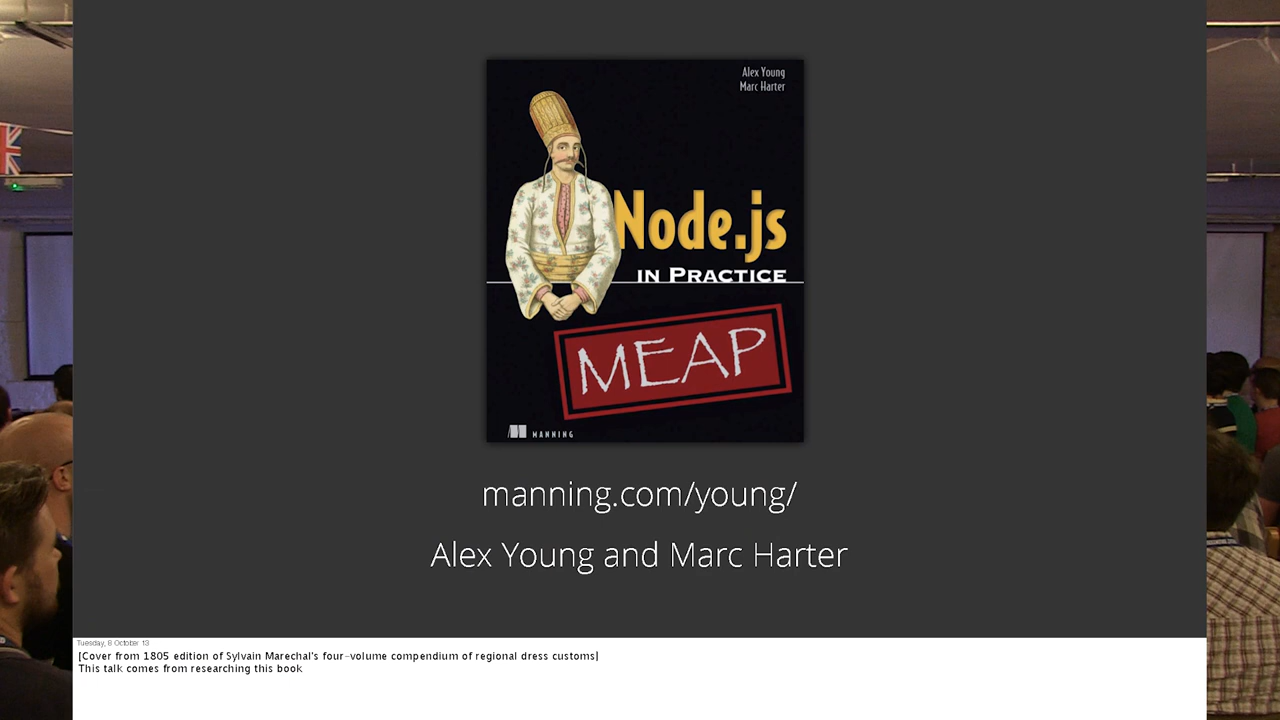 Alex Young
Marc Harter
Node.js
IN PRACTICE
MEAP
MANNING
manning.com/young/
Alex Young and Marc Harter
Tuesday, 8 October 13
[Cover from 1805 edition of Sylvain Marechal's four-volume compendium of regional dress customs]
This talk comes from researching this book